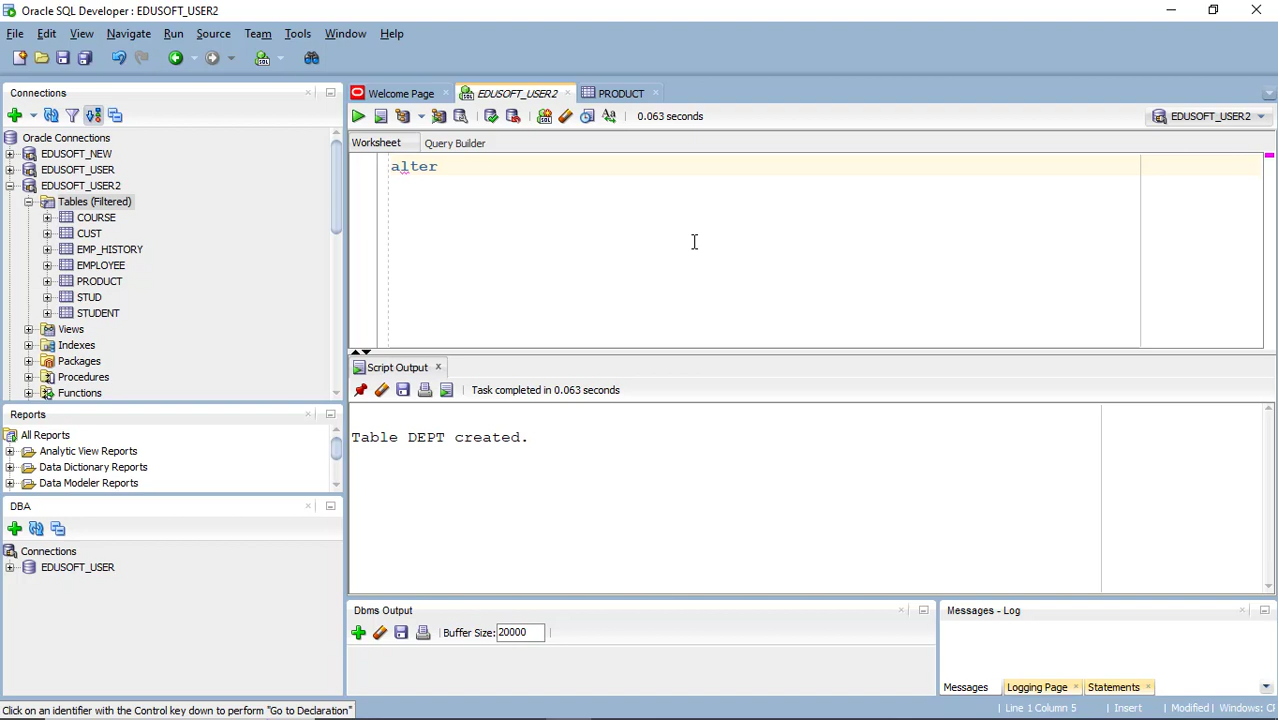 Oracle SQL Developer : EDUSOFT_USER2
File Edit View Navigate Run Source Team Tools Window Help
Connections
Oracle Connections
EDUSOFT_NEW
EDUSOFT_USER
EDUSOFT_USER2
Tables (Filtered)
COURSE
CUST
EMP_HISTORY
EMPLOYEE
PRODUCT
STUD
STUDENT
Views
Indexes
Packages
Procedures
Functions
Reports
All Reports
Analytic View Reports
Data Dictionary Reports
Data Modeler Reports
DBA
Connections
EDUSOFT_USER
Welcome Page EDUSOFT_USER2 PRODUCT
0.063 seconds EDUSOFT_USER2
Worksheet Query Builder
alter
Script Output
Task completed in 0.063 seconds
Table DEPT created.
Dbms Output
Buffer Size: 20000
Messages - Log
Messages Logging Page Statements
Click on an identifier with the Control key down to perform "Go to Declaration"
Line 1 Column 5 Insert Modified Windows: CF